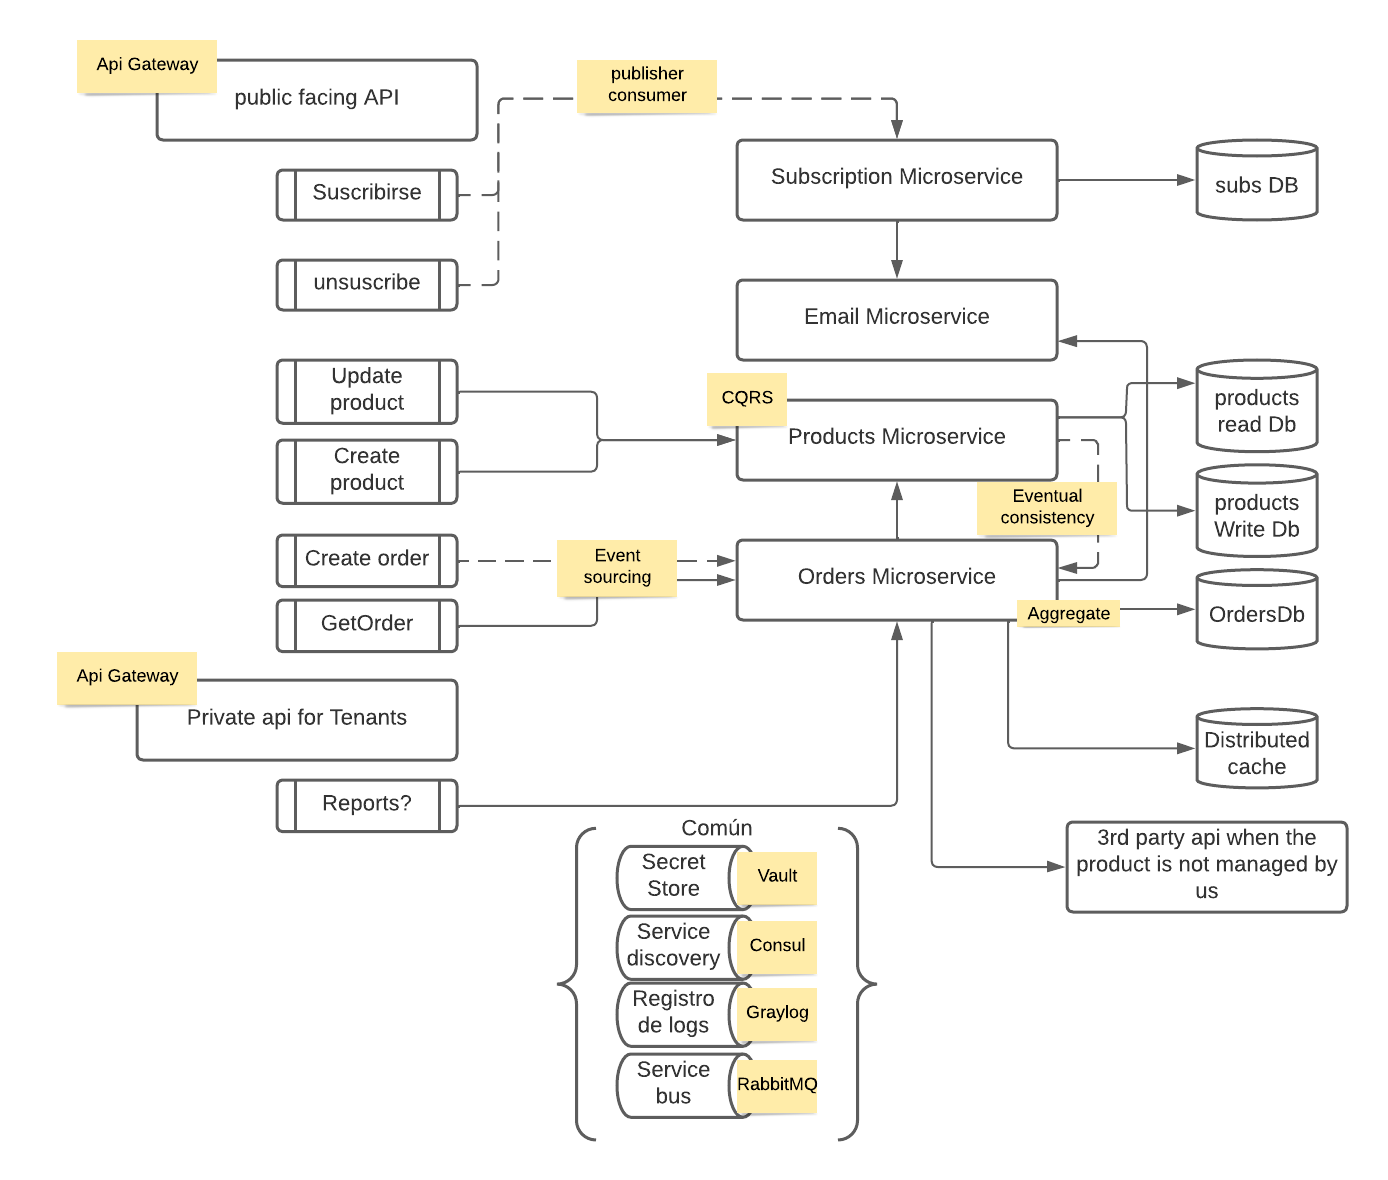 Api Gateway
public facing API
publisher
consumer
Subscription Microservice
subs DB
Suscribirse
unsuscribe
Email Microservice
Update
product
CQRS
Products Microservice
products
read Db
Create
product
Eventual
consistency
products
Write Db
Create order
Event
sourcing
Orders Microservice
Aggregate
OrdersDb
GetOrder
Api Gateway
Private api for Tenants
Distributed
cache
Reports?
Común
3rd party api when the
product is not managed by
us
Secret
Store
Vault
Service
discovery
Consul
Registro
de logs
Graylog
Service
bus
RabbitMQ